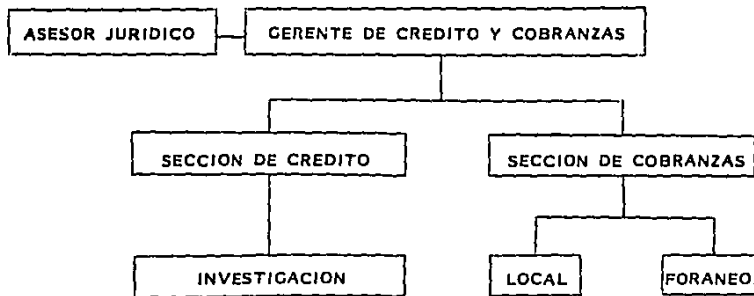 ASESOR JURIDICO
GERENTE DE CREDITO Y COBRANZAS
SECCION DE CREDITO
SECCION DE COBRANZAS
INVESTIGACION
LOCAL
FORANEO